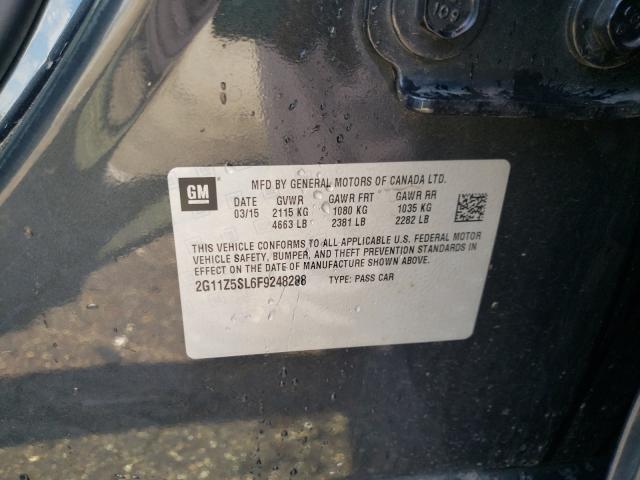 109
GM
MFD BY GENERAL MOTORS OF CANADA LTD.
DATE GVWR GAWR FRT GAWR RR
03/15 2115 KG 1080 KG 1035 KG
4663 LB 2381 LB 2282 LB
THIS VEHICLE CONFORMS TO ALL APPLICABLE U.S. FEDERAL MOTOR
VEHICLE SAFETY, BUMPER, AND THEFT PREVENTION STANDARDS IN
EFFECT ON THE DATE OF MANUFACTURE SHOWN ABOVE.
2G11Z5SL6F9248288 TYPE: PASS CAR